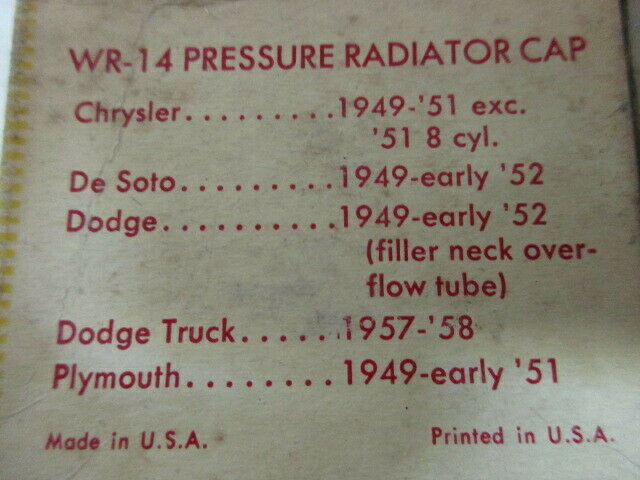 WR-14 PRESSURE RADIATOR CAP
Chrysler.........1949-'51 exc.
'51 8 cyl.
De Soto..........1949-early '52
Dodge...........1949-early '52
(filler neck over-
flow tube)
Dodge Truck.....1957-'58
Plymouth.........1949-early '51
Made in U.S.A.
Printed in U.S.A.